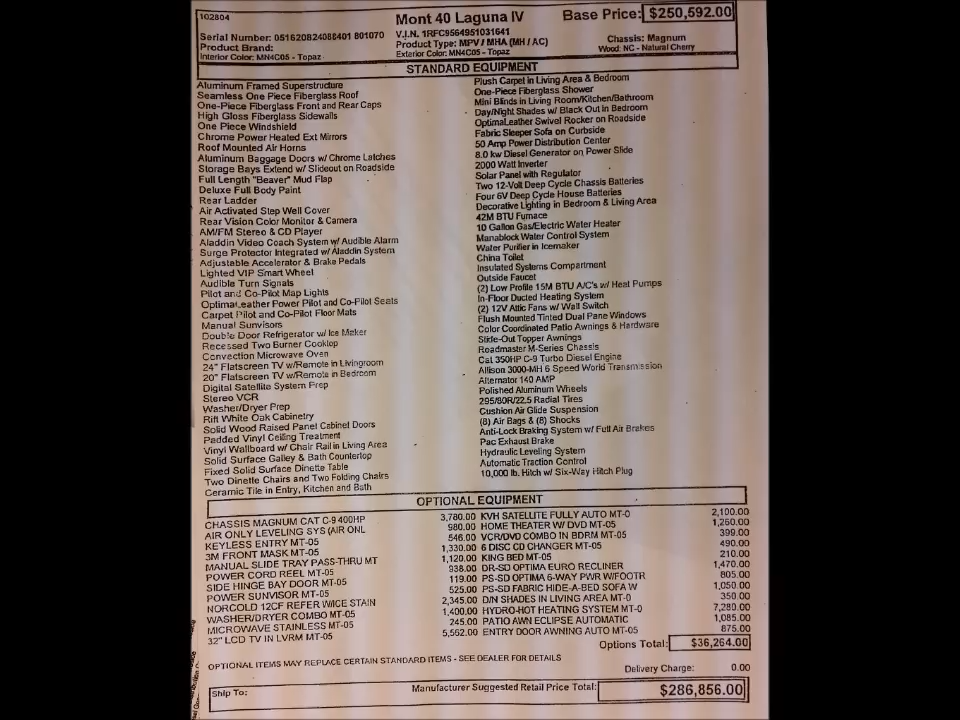 102804
Mont 40 Laguna IV
Base Price: $250,592.00
Serial Number: 051620824088401 801070
V.I.N. 1RFC9564951031641
Chassis: Magnum
Product Brand:
Product Type: MPV / MHA (MH / AC)
Wood: NC - Natural Cherry
Interior Color: MN4C05 - Topaz
Exterior Color: MN4C05 - Topaz
STANDARD EQUIPMENT
Aluminum Framed Superstructure
Seamless One Piece Fiberglass Roof
One-Piece Fiberglass Front and Rear Caps
High Gloss Fiberglass Sidewalls
One Piece Windshield
Chrome Power Heated Ext Mirrors
Roof Mounted Air Horns
Aluminum Baggage Doors w/ Chrome Latches
Storage Bays Extend w/ Slideout on Roadside
Full Length "Beaver" Mud Flap
Deluxe Full Body Paint
Rear Ladder
Air Activated Step Well Cover
Rear Vision Color Monitor & Camera
AM/FM Stereo & CD Player
Aladdin Video Coach System w/ Audible Alarm
Surge Protector Integrated w/ Aladdin System
Adjustable Accelerator & Brake Pedals
Lighted VIP Smart Wheel
Audible Turn Signals
Pilot and Co-Pilot Map Lights
OptimaLeather Power Pilot and Co-Pilot Seats
Carpet Pilot and Co-Pilot Floor Mats
Manual Sunvisors
Double Door Refrigerator w/ Ice Maker
Recessed Two Burner Cooktop
Convection Microwave Oven
24" Flatscreen TV w/Remote in Livingroom
20" Flatscreen TV w/Remote in Bedroom
Digital Satellite System Prep
Stereo VCR
Washer/Dryer Prep
Rift White Oak Cabinetry
Solid Wood Raised Panel Cabinet Doors
Padded Vinyl Ceiling Treatment
Vinyl Wallboard w/ Chair Rail in Living Area
Solid Surface Galley & Bath Countertop
Fixed Solid Surface Dinette Table
Two Dinette Chairs and Two Folding Chairs
Ceramic Tile in Entry, Kitchen and Bath
Plush Carpet in Living Area & Bedroom
One-Piece Fiberglass Shower
Mini Blinds in Living Room/Kitchen/Bathroom
Day/Night Shades w/ Black Out in Bedroom
OptimaLeather Swivel Rocker on Roadside
Fabric Sleeper Sofa on Curbside
50 Amp Power Distribution Center
8.0 kw Diesel Generator on Power Slide
2000 Watt Inverter
Solar Panel with Regulator
Two 12-Volt Deep Cycle Chassis Batteries
Four 6V Deep Cycle House Batteries
Decorative Lighting in Bedroom & Living Area
42M BTU Furnace
10 Gallon Gas/Electric Water Heater
Manablock Water Control System
Water Purifier in Icemaker
China Toilet
Insulated Systems Compartment
Outside Faucet
(2) Low Profile 15M BTU A/C's w/ Heat Pumps
In-Floor Ducted Heating System
(2) 12V Attic Fans w/ Wall Switch
Flush Mounted Tinted Dual Pane Windows
Color Coordinated Patio Awnings & Hardware
Slide-Out Topper Awnings
Roadmaster M-Series Chassis
Cat 350HP C-9 Turbo Diesel Engine
Allison 3000-MH 6 Speed World Transmission
Alternator 140 AMP
Polished Aluminum Wheels
295/80R/22.5 Radial Tires
Cushion Air Glide Suspension
(8) Air Bags & (8) Shocks
Anti-Lock Braking System w/ Full Air Brakes
Pac Exhaust Brake
Hydraulic Leveling System
Automatic Traction Control
10,000 lb. Hitch w/ Six-Way Hitch Plug
OPTIONAL EQUIPMENT
CHASSIS MAGNUM CAT C-9 400HP 3,780.00 KVH SATELLITE FULLY AUTO MT-0 2,100.00
AIR ONLY LEVELING SYS (AIR ONL 980.00 HOME THEATER W/ DVD MT-05 1,250.00
KEYLESS ENTRY MT-05 546.00 VCR/DVD COMBO IN BDRM MT-05 399.00
3M FRONT MASK MT-05 1,330.00 6 DISC CD CHANGER MT-05 490.00
MANUAL SLIDE TRAY PASS-THRU MT 1,120.00 KING BED MT-05 210.00
POWER CORD REEL MT-05 938.00 DR-SD OPTIMA EURO RECLINER 1,470.00
SIDE HINGE BAY DOOR MT-05 119.00 PS-SD OPTIMA 6-WAY PWR W/FOOTR 805.00
POWER SUNVISOR MT-05 525.00 PS-SD FABRIC HIDE-A-BED SOFA W 1,050.00
NORCOLD 12CF REFER W/ICE STAIN 2,345.00 D/N SHADES IN LIVING AREA MT-0 350.00
WASHER/DRYER COMBO MT-05 1,400.00 HYDRO-HOT HEATING SYSTEM MT-0 7,280.00
MICROWAVE STAINLESS MT-05 245.00 PATIO AWN ECLIPSE AUTOMATIC 1,085.00
32" LCD TV IN LVRM MT-05 5,562.00 ENTRY DOOR AWNING AUTO MT-05 875.00
Options Total: $36,264.00
OPTIONAL ITEMS MAY REPLACE CERTAIN STANDARD ITEMS - SEE DEALER FOR DETAILS
Delivery Charge: 0.00
Ship To:
Manufacturer Suggested Retail Price Total: $286,856.00